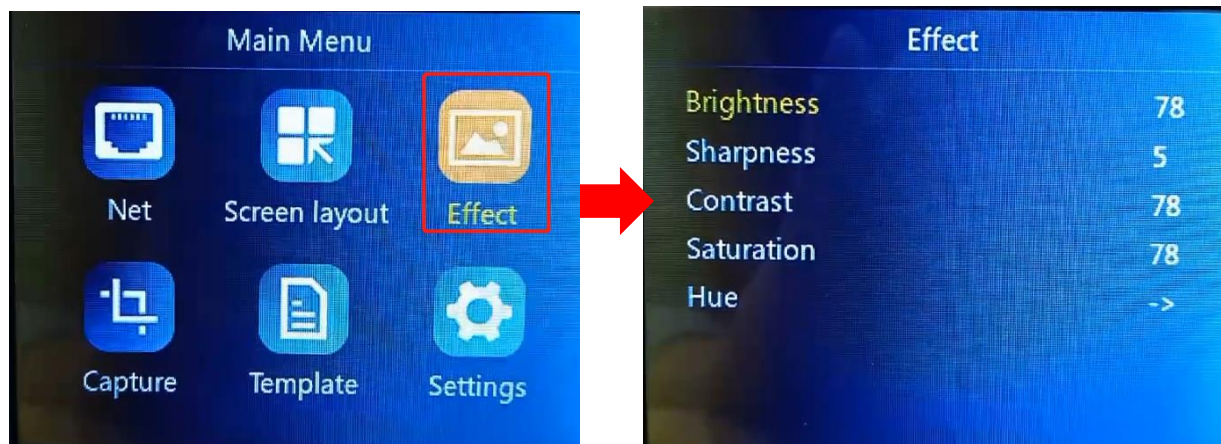 Main Menu
Net
Screen layout
Effect
Capture
Template
Settings
Effect
Brightness 78
Sharpness 5
Contrast 78
Saturation 78
Hue ->